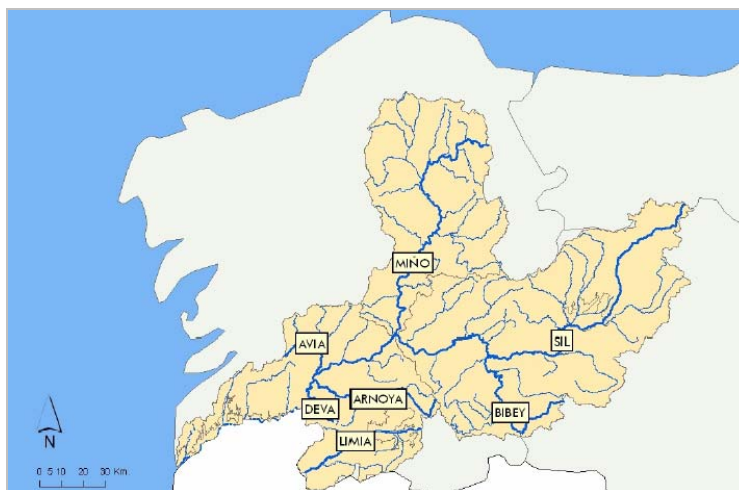 MIÑO
AVIA
SIL
DEVA
ARNOYA
BIBEY
LIMIA
N
0 5 10 20 30 Km.